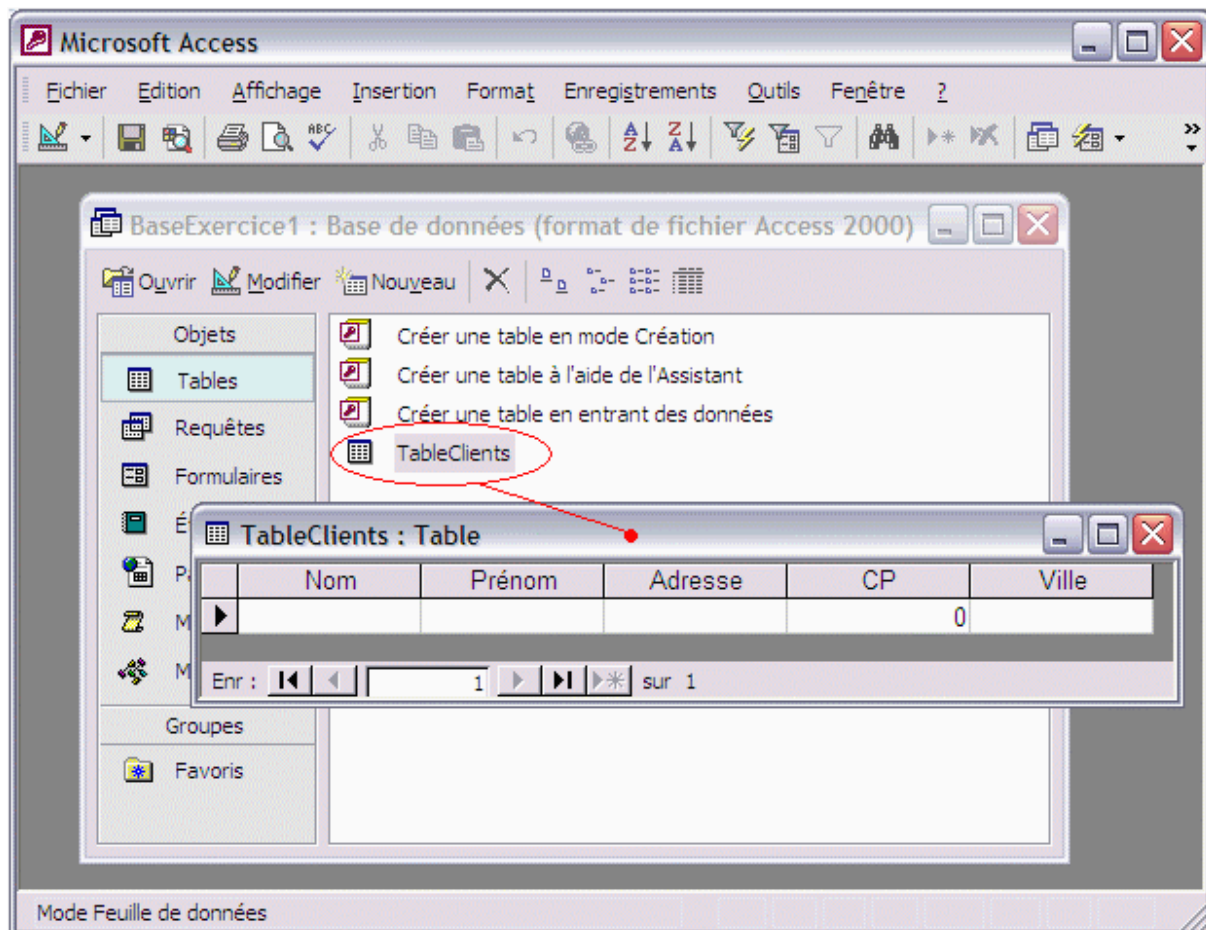 Microsoft Access
Fichier Edition Affichage Insertion Format Enregistrements Outils Fenêtre ?
BaseExercice1 : Base de données (format de fichier Access 2000)
Ouvrir Modifier Nouveau
Objets
Tables
Requêtes
Formulaires
Créer une table en mode Création
Créer une table à l'aide de l'Assistant
Créer une table en entrant des données
TableClients
É
P
M
M
Groupes
Favoris
TableClients : Table
Nom Prénom Adresse CP Ville
0
Enr : 1 sur 1
Mode Feuille de données